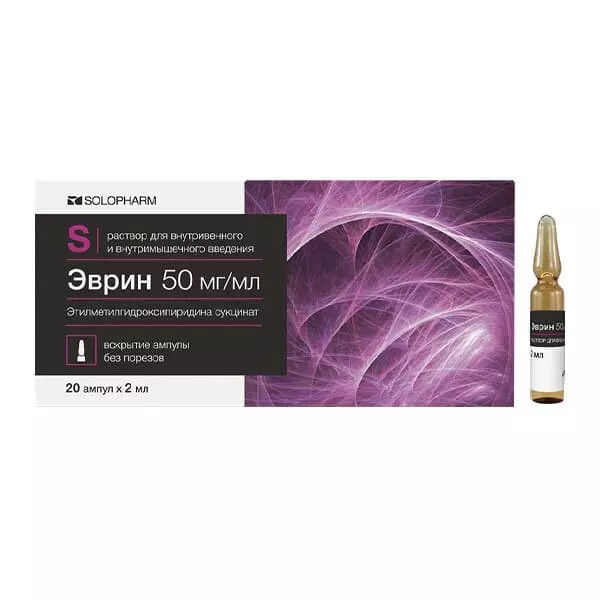 SOLOPHARM
S
раствор для внутривенного
и внутримышечного введения
Эврин 50 мг/мл
Этилметилгидроксипиридина сукцинат
вскрытие ампулы
без порезов
20 ампул x 2 мл
Эврин 50
2 мл